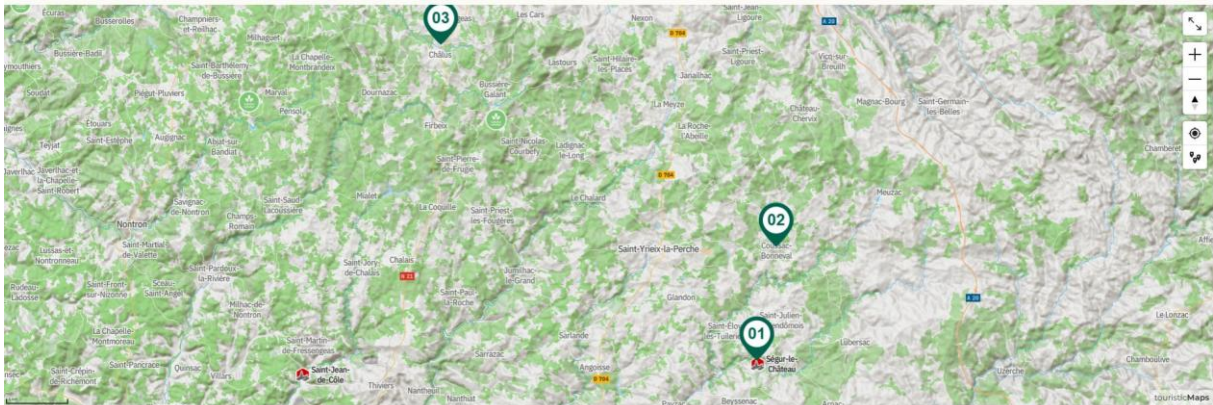 Écuras
Busserolles
Champniers-
et-Reilhac
Milhaguet
03
Châlus
Les Cars
Nexon
D 704
Saint-Jean-
Ligoure
A 20
Bussière-Badil
Saint-Barthélemy
de-Bussière
La Chapelle-
Montbrandeix
Lastours
Saint-Hilaire-
les-Places
Saint-Priest-
Ligoure
Vicq-sur-
Breuilh
Janailhac
Soudat
Piégut-Pluviers
Marval
Pensol
Dournazac
Bussière-
Galant
La Meyze
Château-
Chervix
Magnac-Bourg
Saint-Germain-
les-Belles
Étouars
Saint-Estèphe
Augignac
Abjat-sur-
Bandiat
Firbeix
La Roche-
l'Abeille
Teyjat
Saint-Nicolas
Courbefy
Ladignac
le-Long
Chamberet
Javerlhac-et
la-Chapelle-
Saint-Robert
Saint-Pierre-
de-Frugie
D 704
Savignac
de-Nontron
Saint-Saud-
Lacoussière
Mialet
La Coquille
Le Chalard
Meuzac
Nontron
Champs
Romain
Saint-Priest
les-Fougères
02
Coussac-
Bonneval
Lussas-et-
Nontronneau
Saint-Martial
de-Valette
Saint-Yrieix-la-Perche
Saint-Pardoux
la-Rivière
Saint-Jory
de-Chalais
Chalais
N 21
Jumilhac-
le-Grand
Rudeau-
Ladosse
Saint-Front-
sur-Nizonne
Sceau-
Saint-Angel
Saint-Paul-
la-Roche
Glandon
A 20
Milhac-de-
Nontron
Saint-Julien
Le Lonzac
La Chapelle-
Montmoreau
Saint-Martin
de-Fressengeas
Sarlande
01
Lubersac
Saint-Pancrace
Quinsac
Villars
Sarrazac
Ségur-le-
Château
Chamboulive
Saint-Crépin-
de-Richemont
Saint-Jean-
de-Côle
Angoisse
D 704
Uzerche
Thiviers
Nantheuil
Nanthiat
Beyssenac
touristicMaps